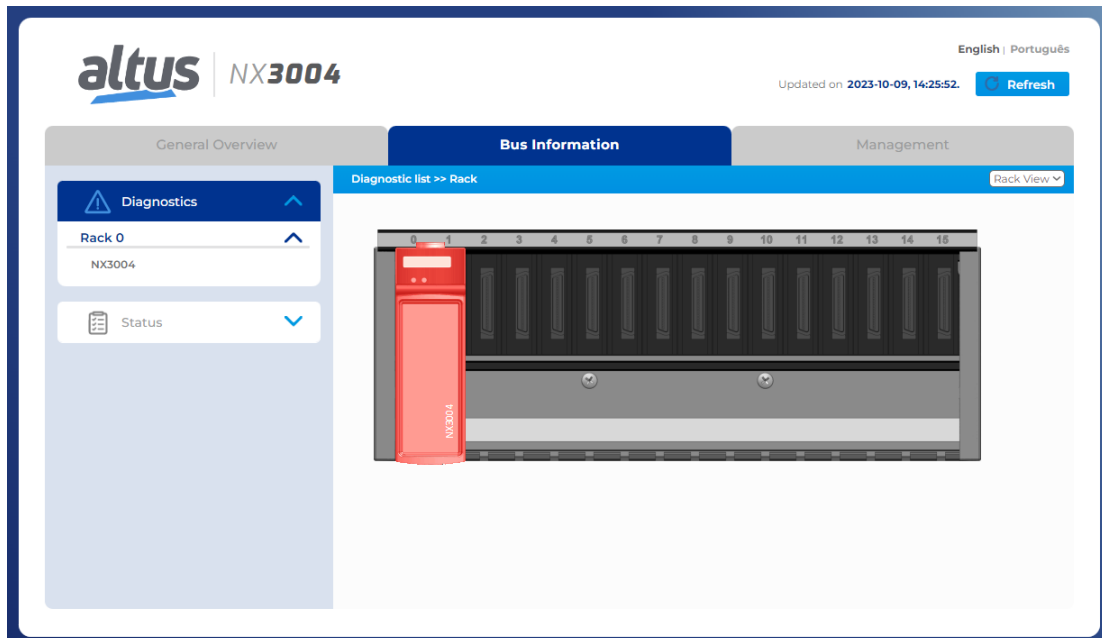 English | Português
altus | NX3004
Updated on 2023-10-09, 14:25:52. Refresh
General Overview Bus Information Management
Diagnostic list >> Rack Rack View
Diagnostics
Rack 0
NX3004
Status
0 1 2 3 4 5 6 7 8 9 10 11 12 13 14 15
NX3004